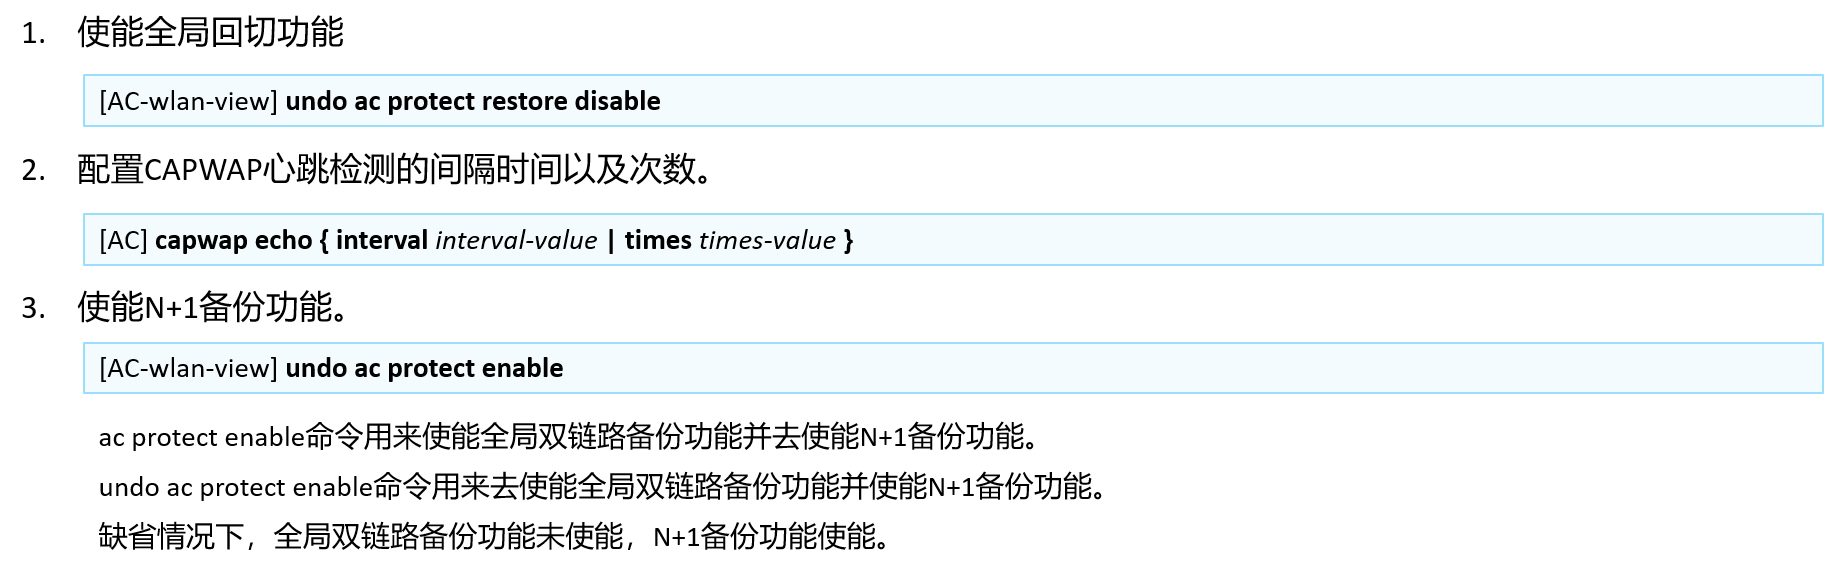 1. 使能全局回切功能
[AC-wlan-view] undo ac protect restore disable
2. 配置CAPWAP心跳检测的间隔时间以及次数。
[AC] capwap echo { interval interval-value | times times-value }
3. 使能N+1备份功能。
[AC-wlan-view] undo ac protect enable
ac protect enable命令用来使能全局双链路备份功能并去使能N+1备份功能。
undo ac protect enable命令用来去使能全局双链路备份功能并使能N+1备份功能。
缺省情况下，全局双链路备份功能未使能，N+1备份功能使能。